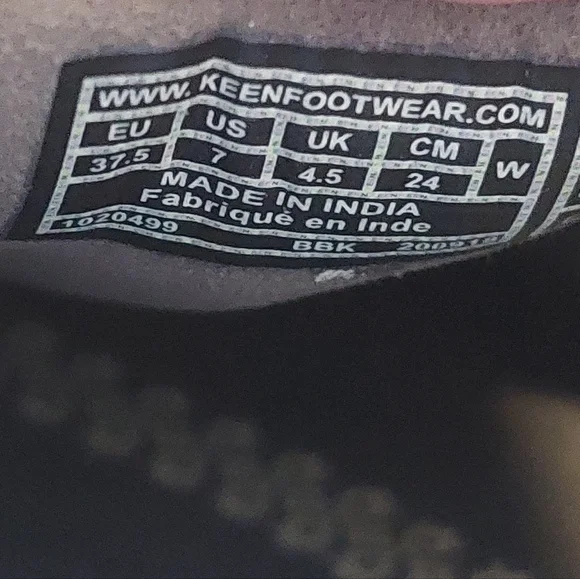 WWW.KEENFOOTWEAR.COM
EU US UK CM W
37.5 7 4.5 24
MADE IN INDIA
Fabriqué en Inde
1020499 BBK